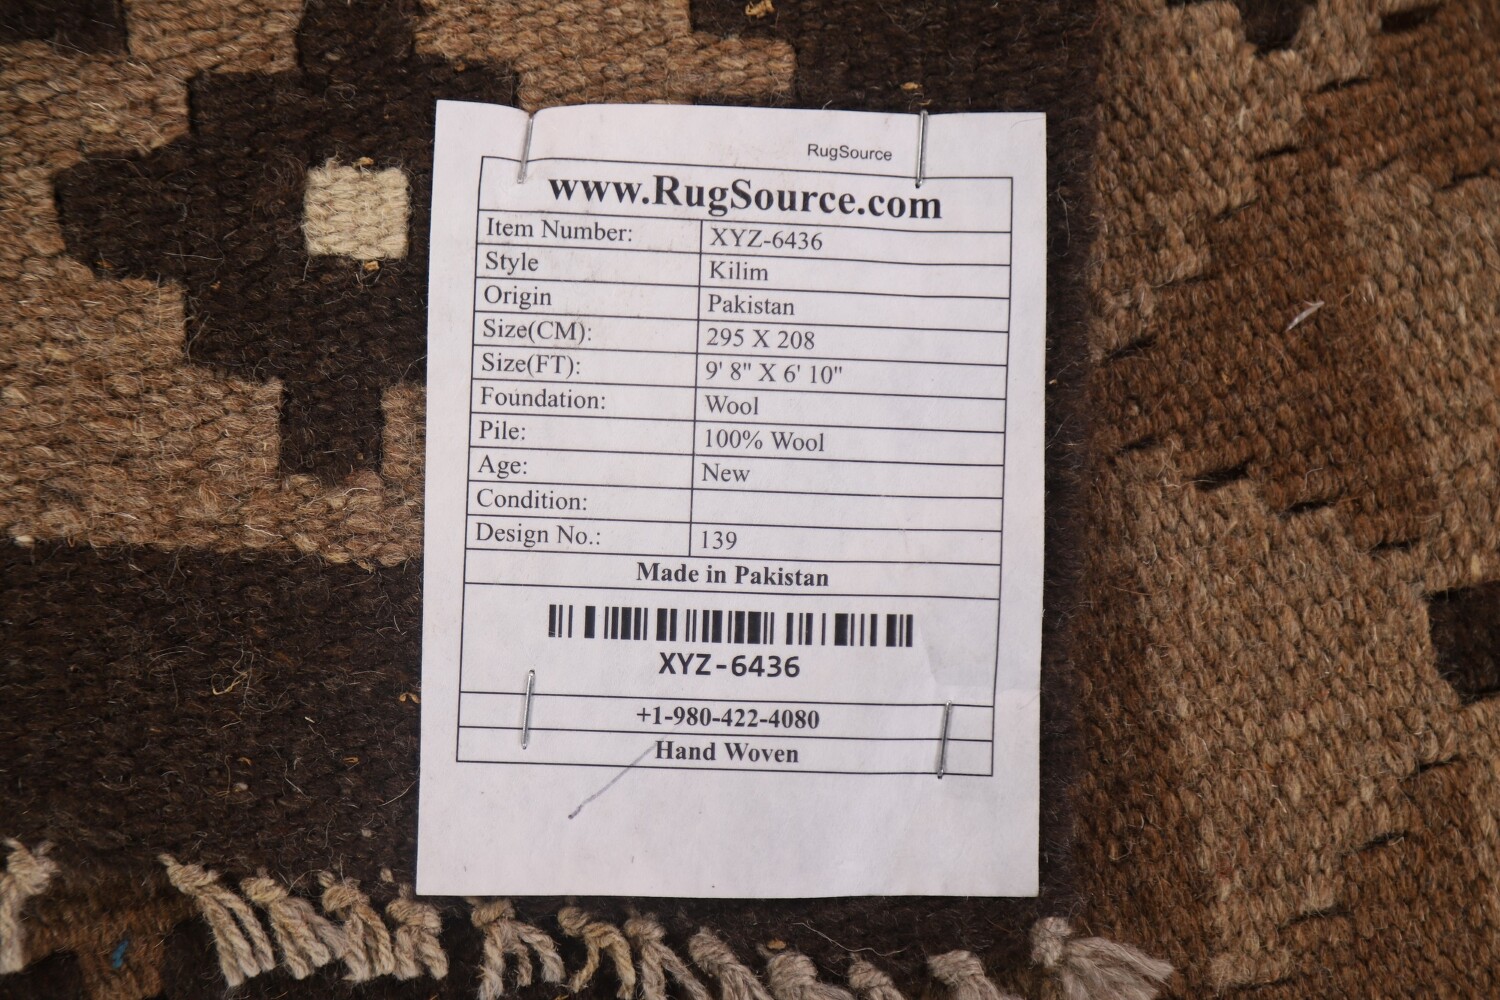 RugSource
www.RugSource.com
Item Number: XYZ-6436
Style Kilim
Origin Pakistan
Size(CM): 295 X 208
Size(FT): 9' 8" X 6' 10"
Foundation: Wool
Pile: 100% Wool
Age: New
Condition:
Design No.: 139
Made in Pakistan
XYZ-6436
+1-980-422-4080
Hand Woven